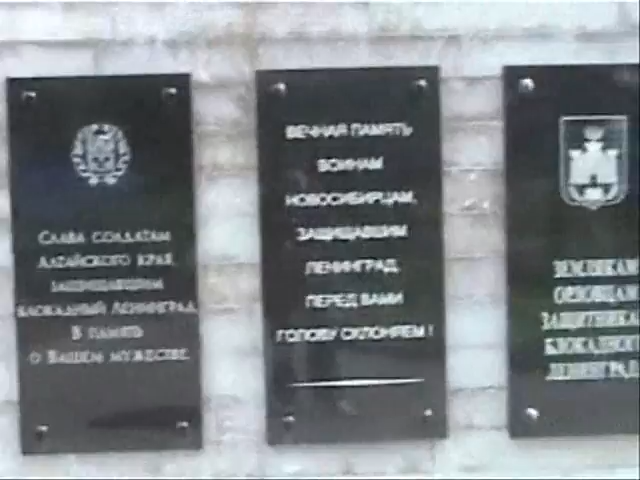 Слава солдатам
Алтайского края,
защищавшим
блокадный Ленинград.
В память
о Вашем мужестве.
ВЕЧНАЯ ПАМЯТЬ
ВОИНАМ
НОВОСИБИРЦАМ,
ЗАЩИЩАВШИМ
ЛЕНИНГРАД.
ПЕРЕД ВАМИ
ГОЛОВУ СКЛОНЯЕМ!
ЗЕМЛЯКАМ
ОРЛОВЦАМ
ЗАЩИТНИКАМ
БЛОКАДНОГО
ЛЕНИНГРАДА